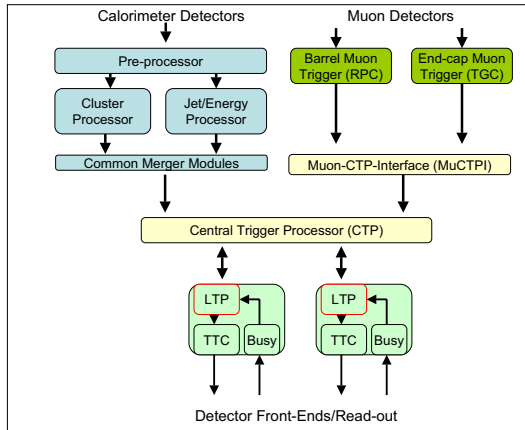 Calorimeter Detectors
Muon Detectors
Pre-processor
Barrel Muon
Trigger (RPC)
End-cap Muon
Trigger (TGC)
Cluster
Processor
Jet/Energy
Processor
Common Merger Modules
Muon-CTP-Interface (MuCTPI)
Central Trigger Processor (CTP)
LTP
TTC
Busy
LTP
TTC
Busy
Detector Front-Ends/Read-out